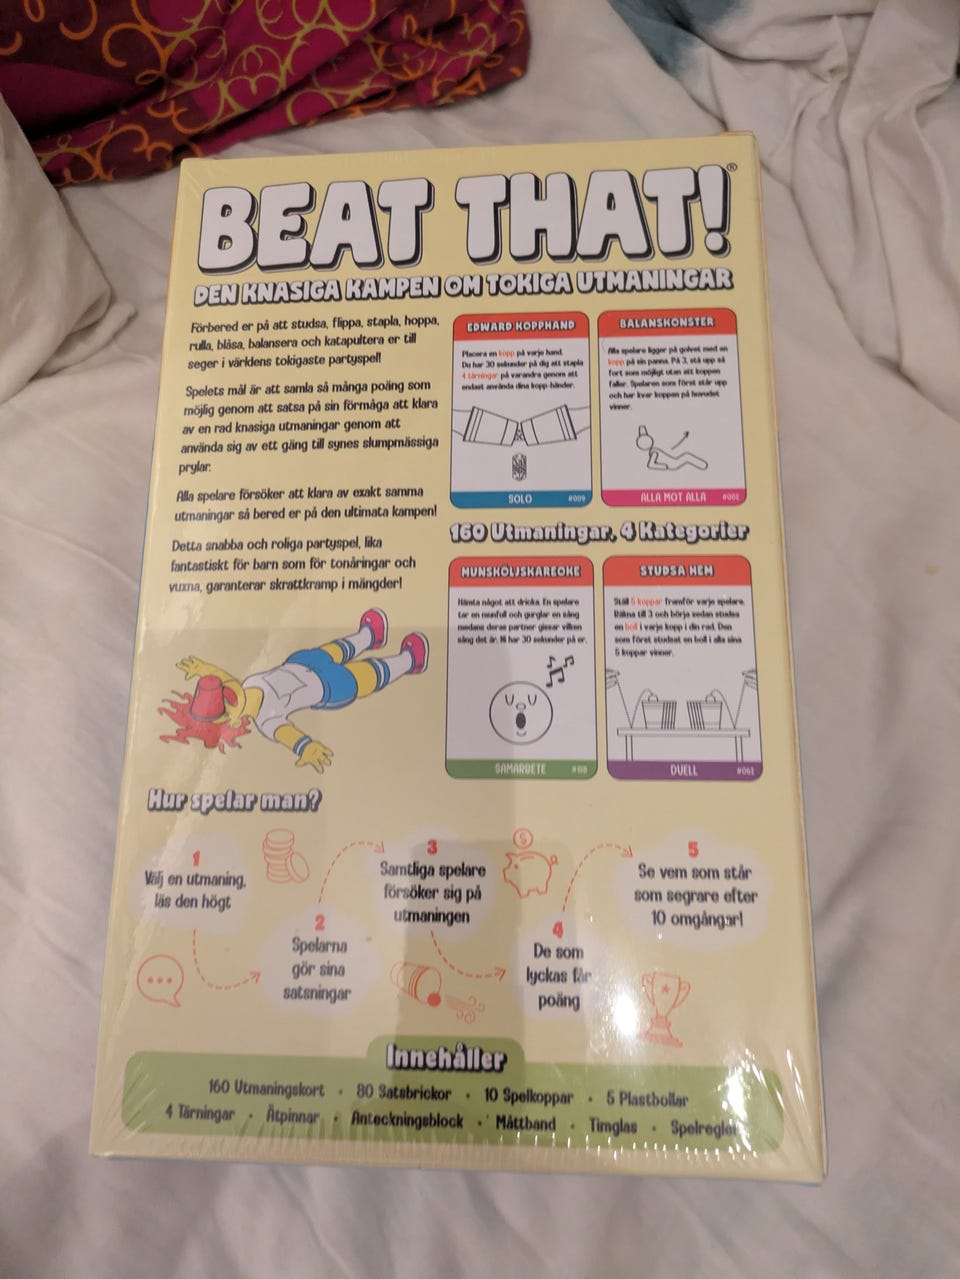 BEAT THAT!®
DEN KNASIGA KAMPEN OM TOKIGA UTMANINGAR
Förbered er på att studsa, flippa, stapla, hoppa,
rulla, blåsa, balansera och katapultera er till
seger i världens tokigaste partyspel!
Spelets mål är att samla så många poäng som
möjlig genom att satsa på sin förmåga att klara
av en rad knasiga utmaningar genom att
använda sig av ett gäng till synes slumpmässiga
prylar.
Alla spelare försöker att klara av exakt samma
utmaningar så bered er på den ultimata kampen!
Detta snabba och roliga partyspel, lika
fantastiskt för barn som för tonåringar och
vuxna, garanterar skrattkramp i mängder!
EDWARD KOPPHAND
Placera en kopp på varje hand.
Du har 30 sekunder på dig att stapla
4 tärningar på varandra genom att
endast använda dina kopp-händer.
SOLO #009
BALANSKONSTER
Alla spelare ligger på golvet med en
kopp på sin panna. På 3, stå upp så
fort som möjligt utan att koppen
faller. Spelaren som först står upp
och har kvar koppen på huvudet
vinner.
ALLA MOT ALLA #002
160 Utmaningar, 4 Kategorier
MUNSKÖLJSKAREOKE
Hämta något att dricka. En spelare
tar en munfull och gurglar en sång
medans deras partner gissar vilken
sång det är. Ni har 30 sekunder på er.
SAMARBETE
STUDSA HEM
Ställ 5 koppar framför varje spelare.
Räkna till 3 och börja sedan studsa
en boll i varje kopp i din rad. Den
som först studsat en boll i alla sina
5 koppar vinner.
DUELL #062
Hur spelar man?
1
Välj en utmaning,
läs den högt
2
Spelarna
gör sina
satsningar
3
Samtliga spelare
försöker sig på
utmaningen
4
De som
lyckas får
poäng
5
Se vem som står
som segrare efter
10 omgångar!
Innehåller
160 Utmaningskort • 80 Satsbrickor • 10 Spelkoppar • 5 Plastbollar
4 Tärningar • Ätpinnar • Anteckningsblock • Måttband • Timglas • Spelregler